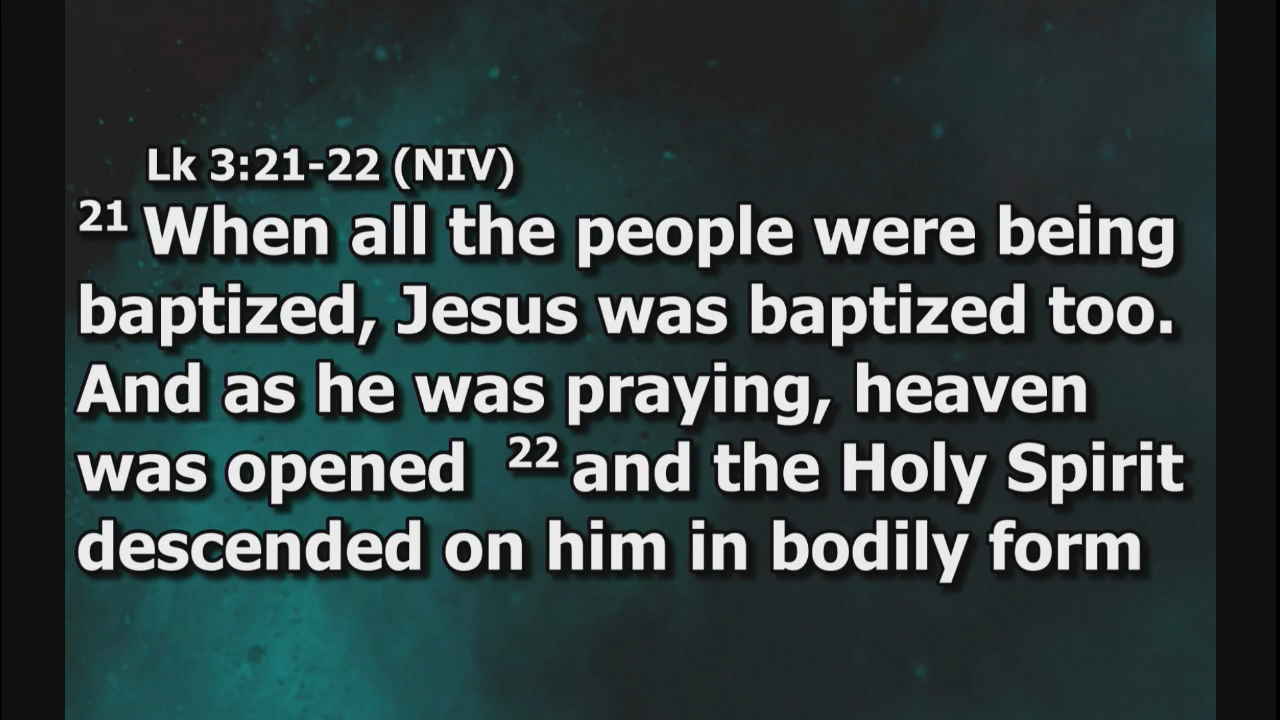 Lk 3:21-22 (NIV)
21 When all the people were being
baptized, Jesus was baptized too.
And as he was praying, heaven
was opened 22 and the Holy Spirit
descended on him in bodily form